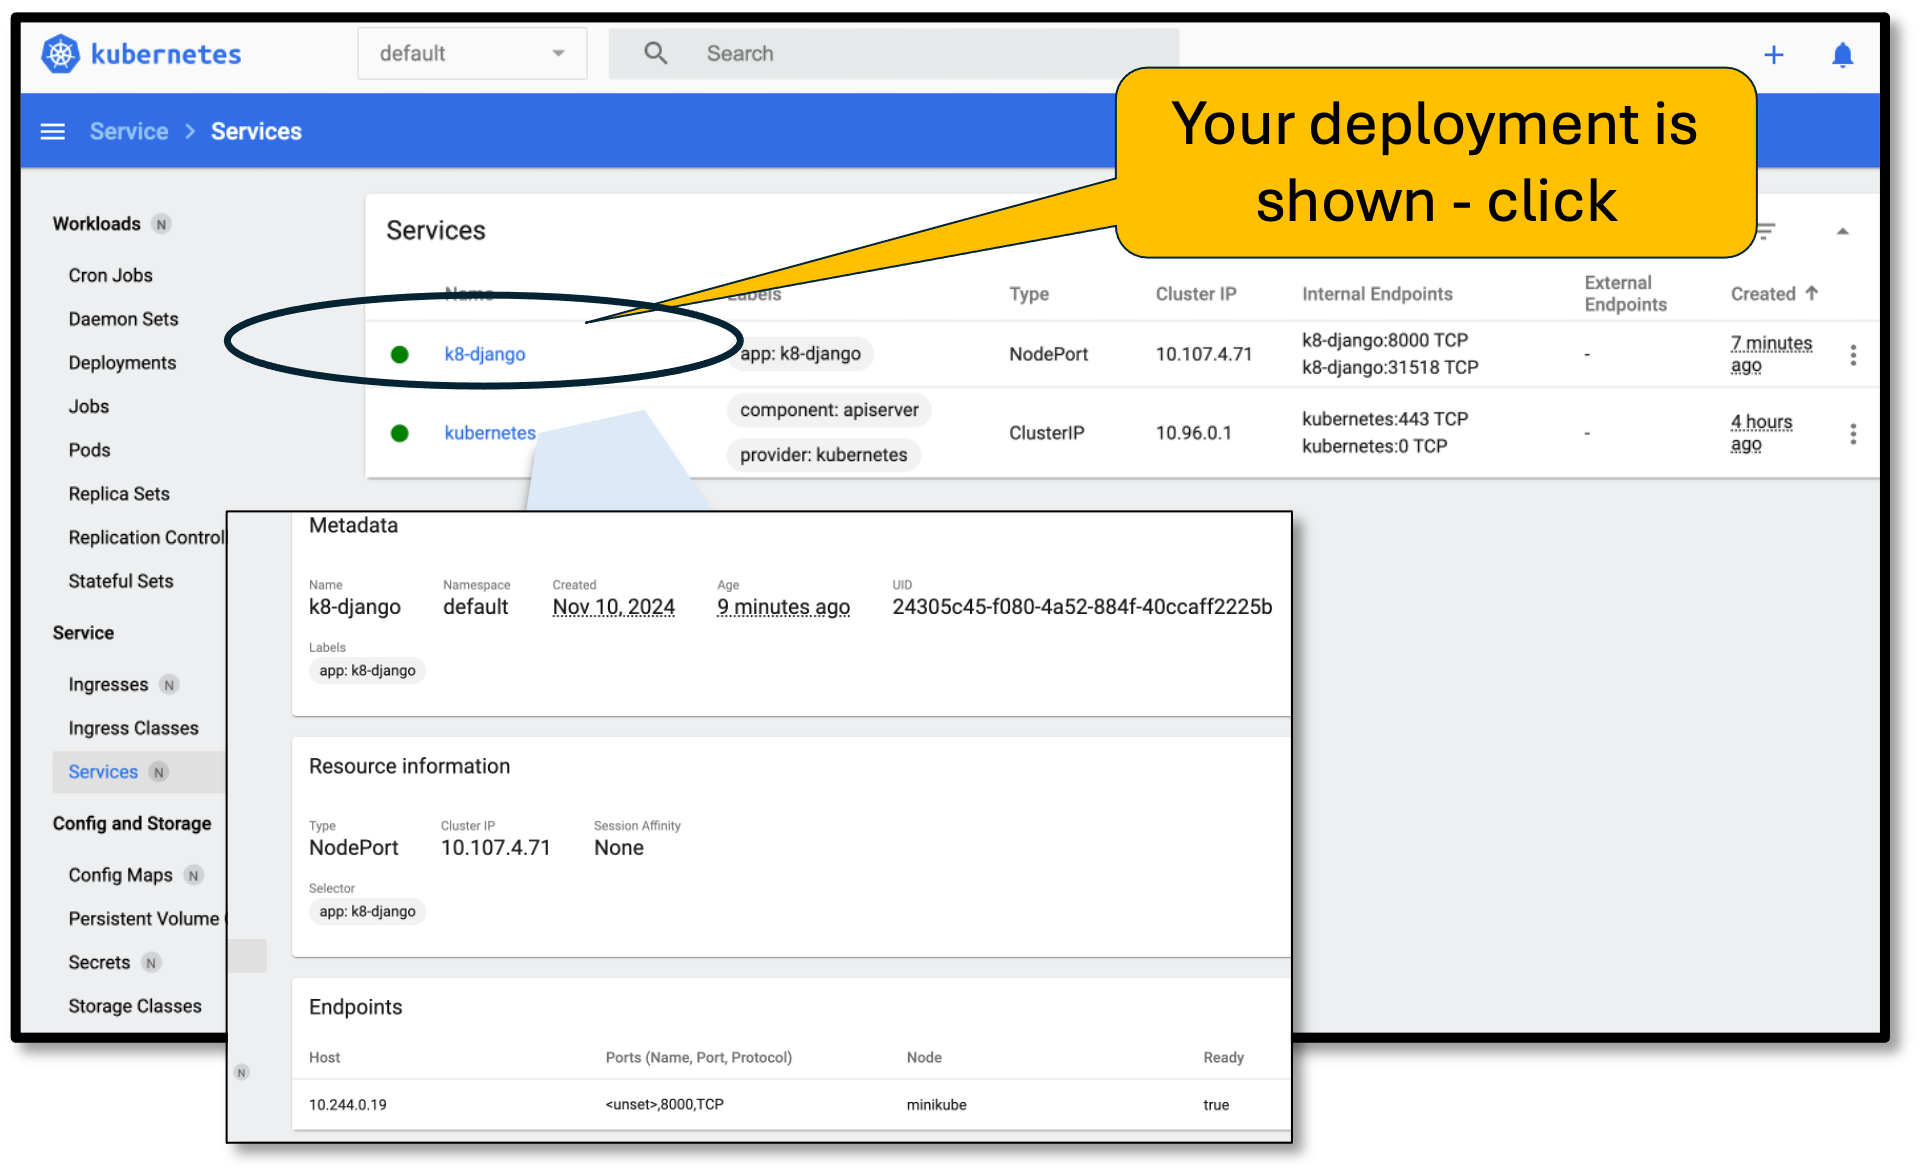 kubernetes
default
Search
Service > Services
Your deployment is
shown - click
Workloads N
Cron Jobs
Daemon Sets
Deployments
Jobs
Pods
Replica Sets
Replication Control
Stateful Sets
Service
Ingresses N
Ingress Classes
Services N
Config and Storage
Config Maps N
Persistent Volume
Secrets N
Storage Classes
Services
Name Labels Type Cluster IP Internal Endpoints External Endpoints Created
k8-django app: k8-django NodePort 10.107.4.71 k8-django:8000 TCP - 7 minutes
k8-django:31518 TCP ago
component: apiserver
kubernetes ClusterIP 10.96.0.1 kubernetes:443 TCP - 4 hours
provider: kubernetes kubernetes:0 TCP ago
Metadata
Name Namespace Created Age UID
k8-django default Nov 10, 2024 9 minutes ago 24305c45-f080-4a52-884f-40ccaff2225b
Labels
app: k8-django
Resource information
Type Cluster IP Session Affinity
NodePort 10.107.4.71 None
Selector
app: k8-django
Endpoints
Host Ports (Name, Port, Protocol) Node Ready
N
10.244.0.19 <unset>,8000,TCP minikube true